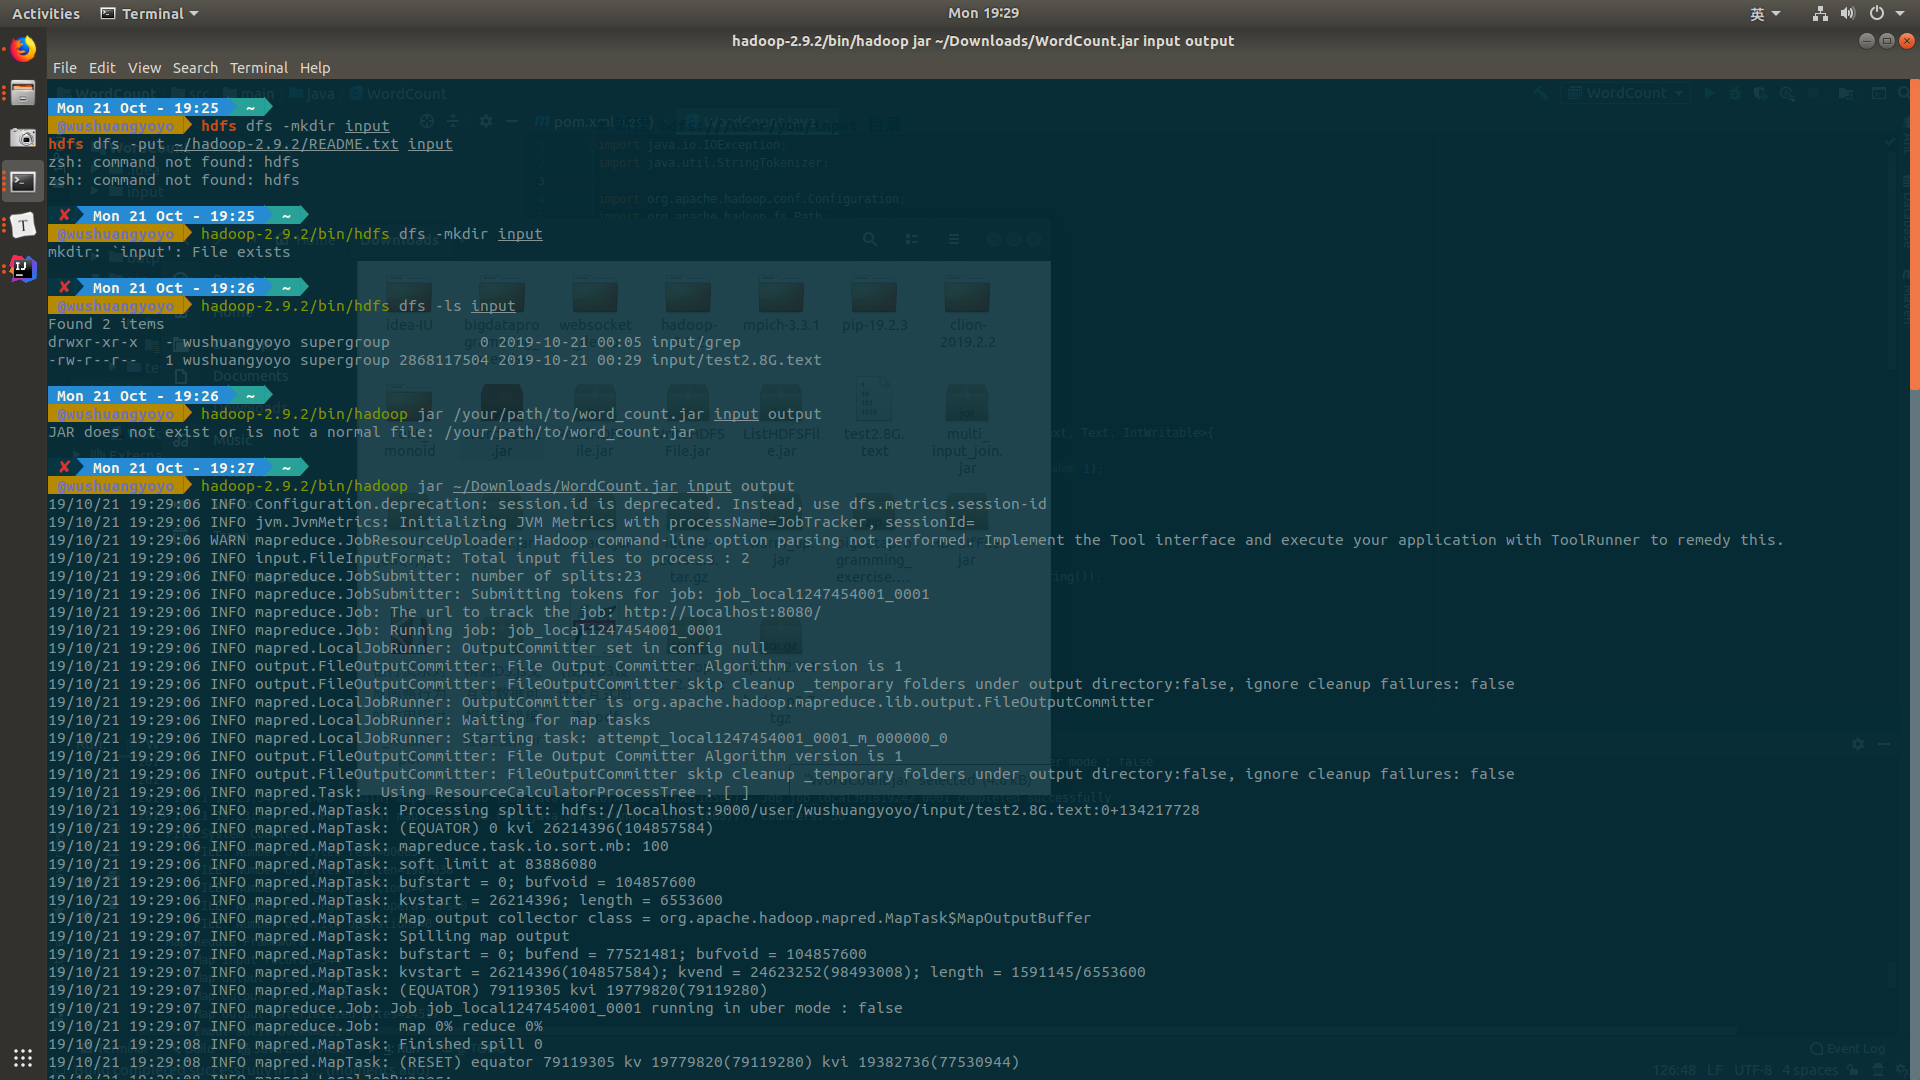 Activities Terminal Mon 19:29 英
hadoop-2.9.2/bin/hadoop jar ~/Downloads/WordCount.jar input output
File Edit View Search Terminal Help
Mon 21 Oct - 19:25 ~
@wushuangyoyo hdfs dfs -mkdir input
hdfs dfs -put ~/hadoop-2.9.2/README.txt input
zsh: command not found: hdfs
zsh: command not found: hdfs
✘ Mon 21 Oct - 19:25 ~
@wushuangyoyo hadoop-2.9.2/bin/hdfs dfs -mkdir input
mkdir: `input': File exists
✘ Mon 21 Oct - 19:26 ~
@wushuangyoyo hadoop-2.9.2/bin/hdfs dfs -ls input
Found 2 items
drwxr-xr-x - wushuangyoyo supergroup 0 2019-10-21 00:05 input/grep
-rw-r--r-- 1 wushuangyoyo supergroup 2868117504 2019-10-21 00:29 input/test2.8G.text
Mon 21 Oct - 19:26 ~
@wushuangyoyo hadoop-2.9.2/bin/hadoop jar /your/path/to/word_count.jar input output
JAR does not exist or is not a normal file: /your/path/to/word_count.jar
✘ Mon 21 Oct - 19:27 ~
@wushuangyoyo hadoop-2.9.2/bin/hadoop jar ~/Downloads/WordCount.jar input output
19/10/21 19:29:06 INFO Configuration.deprecation: session.id is deprecated. Instead, use dfs.metrics.session-id
19/10/21 19:29:06 INFO jvm.JvmMetrics: Initializing JVM Metrics with processName=JobTracker, sessionId=
19/10/21 19:29:06 WARN mapreduce.JobResourceUploader: Hadoop command-line option parsing not performed. Implement the Tool interface and execute your application with ToolRunner to remedy this.
19/10/21 19:29:06 INFO input.FileInputFormat: Total input files to process : 2
19/10/21 19:29:06 INFO mapreduce.JobSubmitter: number of splits:23
19/10/21 19:29:06 INFO mapreduce.JobSubmitter: Submitting tokens for job: job_local1247454001_0001
19/10/21 19:29:06 INFO mapreduce.Job: The url to track the job: http://localhost:8080/
19/10/21 19:29:06 INFO mapreduce.Job: Running job: job_local1247454001_0001
19/10/21 19:29:06 INFO mapred.LocalJobRunner: OutputCommitter set in config null
19/10/21 19:29:06 INFO output.FileOutputCommitter: File Output Committer Algorithm version is 1
19/10/21 19:29:06 INFO output.FileOutputCommitter: FileOutputCommitter skip cleanup _temporary folders under output directory:false, ignore cleanup failures: false
19/10/21 19:29:06 INFO mapred.LocalJobRunner: OutputCommitter is org.apache.hadoop.mapreduce.lib.output.FileOutputCommitter
19/10/21 19:29:06 INFO mapred.LocalJobRunner: Waiting for map tasks
19/10/21 19:29:06 INFO mapred.LocalJobRunner: Starting task: attempt_local1247454001_0001_m_000000_0
19/10/21 19:29:06 INFO output.FileOutputCommitter: File Output Committer Algorithm version is 1
19/10/21 19:29:06 INFO output.FileOutputCommitter: FileOutputCommitter skip cleanup _temporary folders under output directory:false, ignore cleanup failures: false
19/10/21 19:29:06 INFO mapred.Task:  Using ResourceCalculatorProcessTree : [ ]
19/10/21 19:29:06 INFO mapred.MapTask: Processing split: hdfs://localhost:9000/user/wushuangyoyo/input/test2.8G.text:0+134217728
19/10/21 19:29:06 INFO mapred.MapTask: (EQUATOR) 0 kvi 26214396(104857584)
19/10/21 19:29:06 INFO mapred.MapTask: mapreduce.task.io.sort.mb: 100
19/10/21 19:29:06 INFO mapred.MapTask: soft limit at 83886080
19/10/21 19:29:06 INFO mapred.MapTask: bufstart = 0; bufvoid = 104857600
19/10/21 19:29:06 INFO mapred.MapTask: kvstart = 26214396; length = 6553600
19/10/21 19:29:06 INFO mapred.MapTask: Map output collector class = org.apache.hadoop.mapred.MapTask$MapOutputBuffer
19/10/21 19:29:07 INFO mapred.MapTask: Spilling map output
19/10/21 19:29:07 INFO mapred.MapTask: bufstart = 0; bufend = 77521481; bufvoid = 104857600
19/10/21 19:29:07 INFO mapred.MapTask: kvstart = 26214396(104857584); kvend = 24623252(98493008); length = 1591145/6553600
19/10/21 19:29:07 INFO mapred.MapTask: (EQUATOR) 79119305 kvi 19779820(79119280)
19/10/21 19:29:07 INFO mapreduce.Job: Job job_local1247454001_0001 running in uber mode : false
19/10/21 19:29:07 INFO mapreduce.Job:  map 0% reduce 0%
19/10/21 19:29:08 INFO mapred.MapTask: Finished spill 0
19/10/21 19:29:08 INFO mapred.MapTask: (RESET) equator 79119305 kv 19779820(79119280) kvi 19382736(77530944)
19/10/21 19:29:08 INFO mapred.LocalJobRunner: